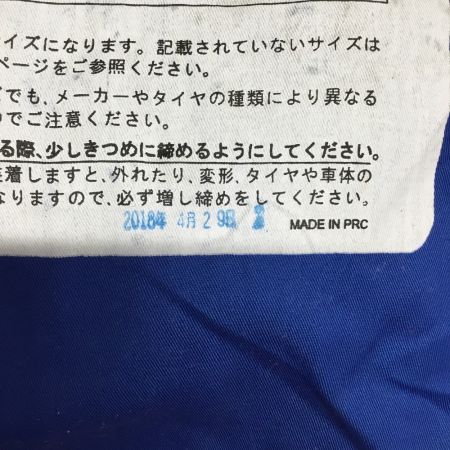 イズになります。記載されていないサイズは
ページをご参照ください。
でも、メーカーやタイヤの種類により異なる
のでご注意ください。
る際、少しきつめに締めるようにしてください。
着しますと、外れたり、変形、タイヤや車体の
なりますので、必ず増し締めをしてください。
2018年 4月29日
MADE IN PRC